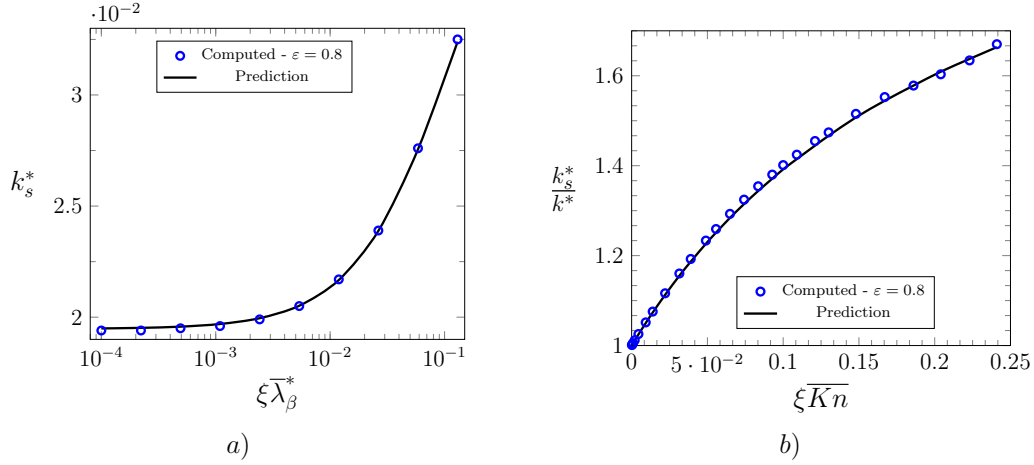 ·10⁻²
Computed - ε = 0.8
Prediction
3
2.5
2
k*ₛ
10⁻⁴ 10⁻³ 10⁻² 10⁻¹
ξλ̅*ᵦ
a)
Computed - ε = 0.8
Prediction
1.6
1.4
1.2
1
k*ₛ
k*
0 5 · 10⁻² 0.1 0.15 0.2 0.25
ξK̅n̅
b)